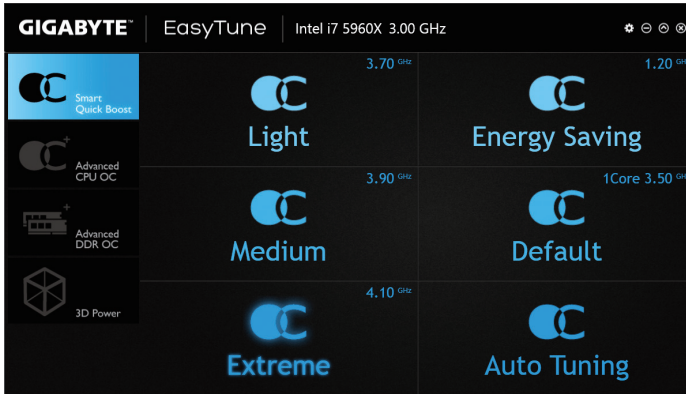 GIGABYTE™ EasyTune Intel i7 5960X 3.00 GHz
Smart
Quick Boost
Advanced
CPU OC
Advanced
DDR OC
3D Power
3.70 GHz
Light
1.20 GH
Energy Saving
3.90 GHz
Medium
1Core 3.50 GH
Default
4.10 GHz
Extreme
Auto Tuning